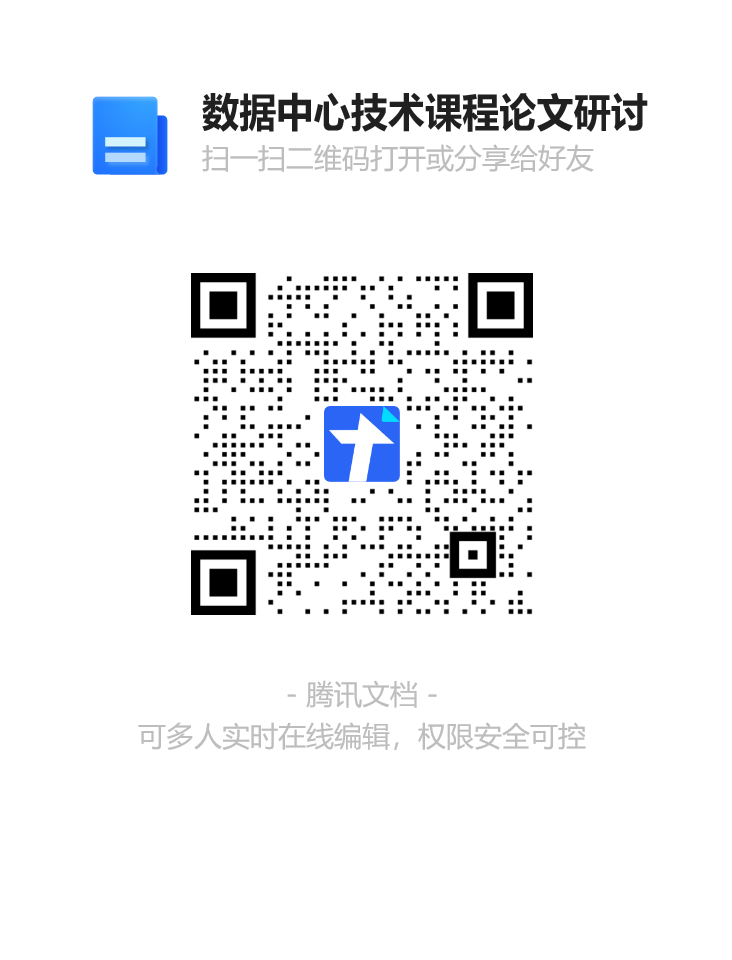 数据中心技术课程论文研讨
扫一扫二维码打开或分享给好友
- 腾讯文档 -
可多人实时在线编辑，权限安全可控